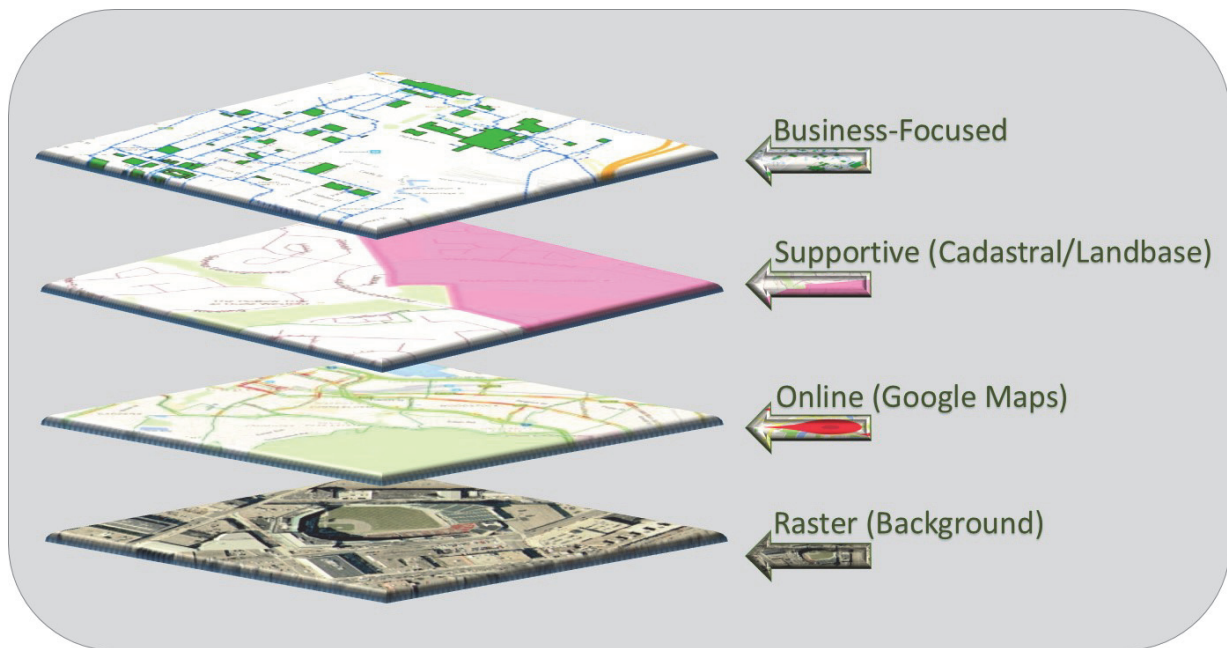 Business-Focused
Supportive (Cadastral/Landbase)
Online (Google Maps)
Raster (Background)